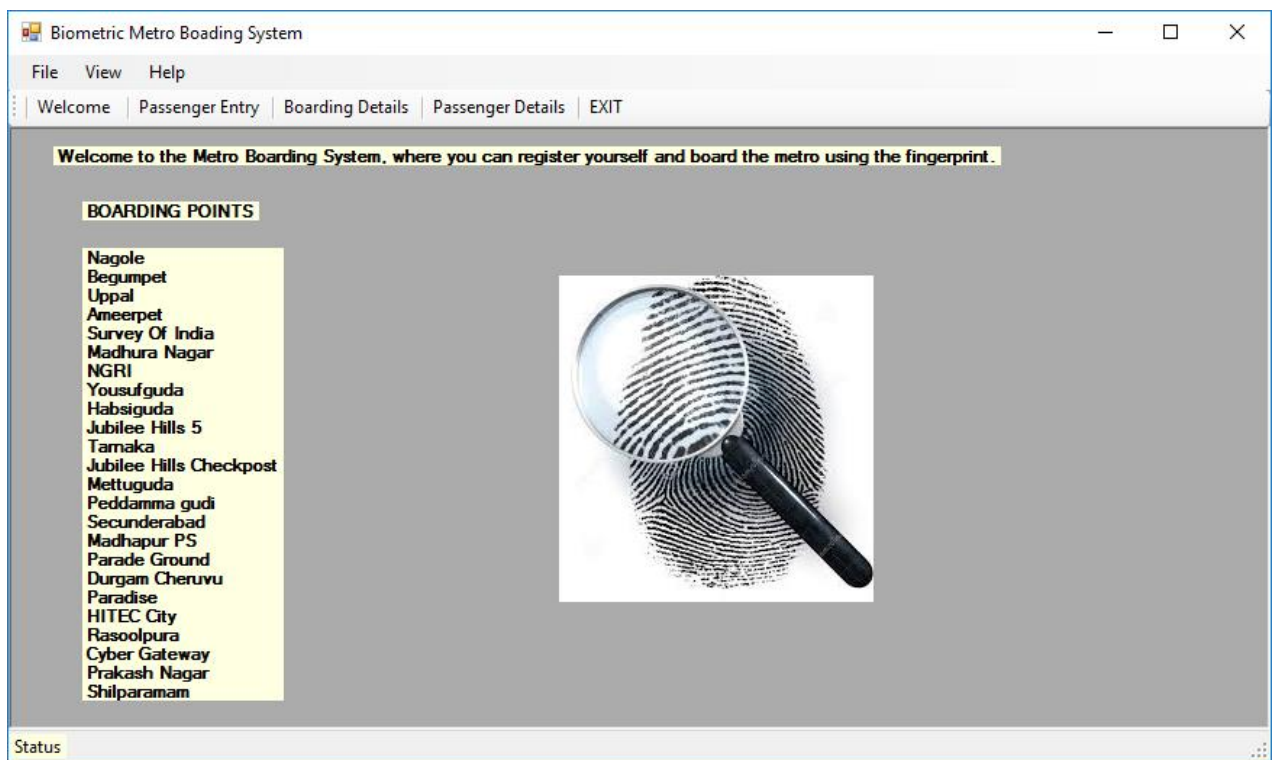 Biometric Metro Boading System
File View Help
Welcome Passenger Entry Boarding Details Passenger Details EXIT
Welcome to the Metro Boarding System, where you can register yourself and board the metro using the fingerprint.
BOARDING POINTS
Nagole
Begumpet
Uppal
Ameerpet
Survey Of India
Madhura Nagar
NGRI
Yousufguda
Habsiguda
Jubilee Hills 5
Tarnaka
Jubilee Hills Checkpost
Mettuguda
Peddamma gudi
Secunderabad
Madhapur PS
Parade Ground
Durgam Cheruvu
Paradise
HITEC City
Rasoolpura
Cyber Gateway
Prakash Nagar
Shilparamam
Status